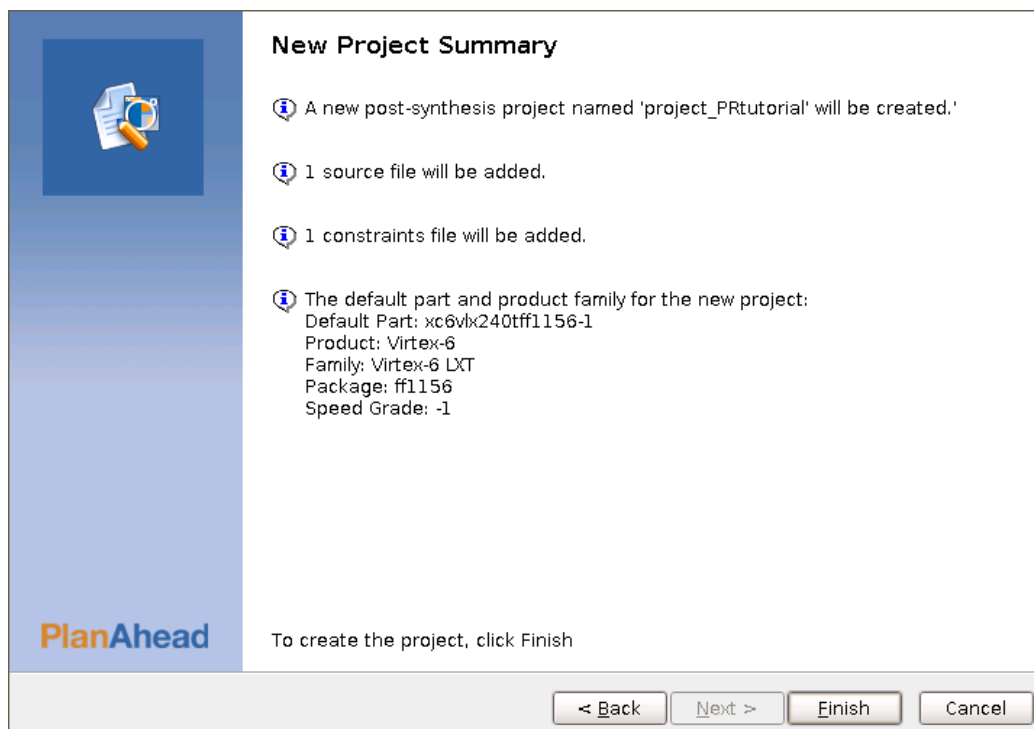 New Project Summary
A new post-synthesis project named 'project_PRtutorial' will be created.'
1 source file will be added.
1 constraints file will be added.
The default part and product family for the new project:
Default Part: xc6vlx240tff1156-1
Product: Virtex-6
Family: Virtex-6 LXT
Package: ff1156
Speed Grade: -1
PlanAhead
To create the project, click Finish
< Back
Next >
Finish
Cancel